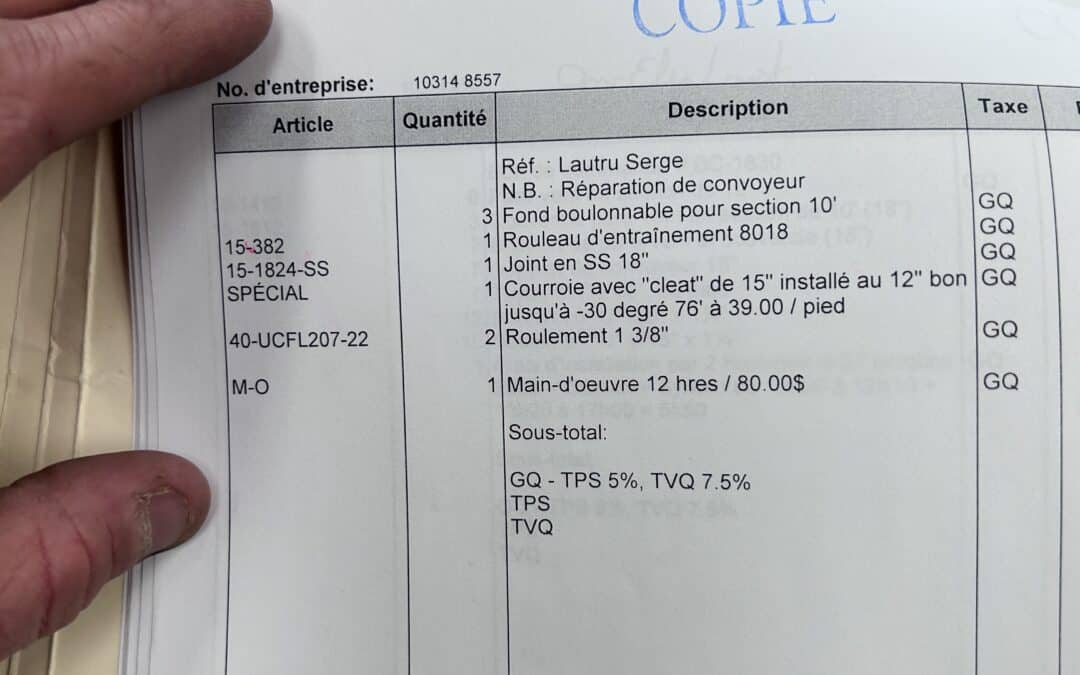 COPIE
No. d'entreprise: 10314 8557
Article Quantité Description Taxe
Réf. : Lautru Serge
N.B. : Réparation de convoyeur
3 Fond boulonnable pour section 10' GQ
15-382 1 Rouleau d'entraînement 8018 GQ
15-1824-SS 1 Joint en SS 18" GQ
SPÉCIAL 1 Courroie avec "cleat" de 15" installé au 12" bon GQ
jusqu'à -30 degré 76' à 39.00 / pied
40-UCFL207-22 2 Roulement 1 3/8" GQ
M-O 1 Main-d'oeuvre 12 hres / 80.00$ GQ
Sous-total:
GQ - TPS 5%, TVQ 7.5%
TPS
TVQ